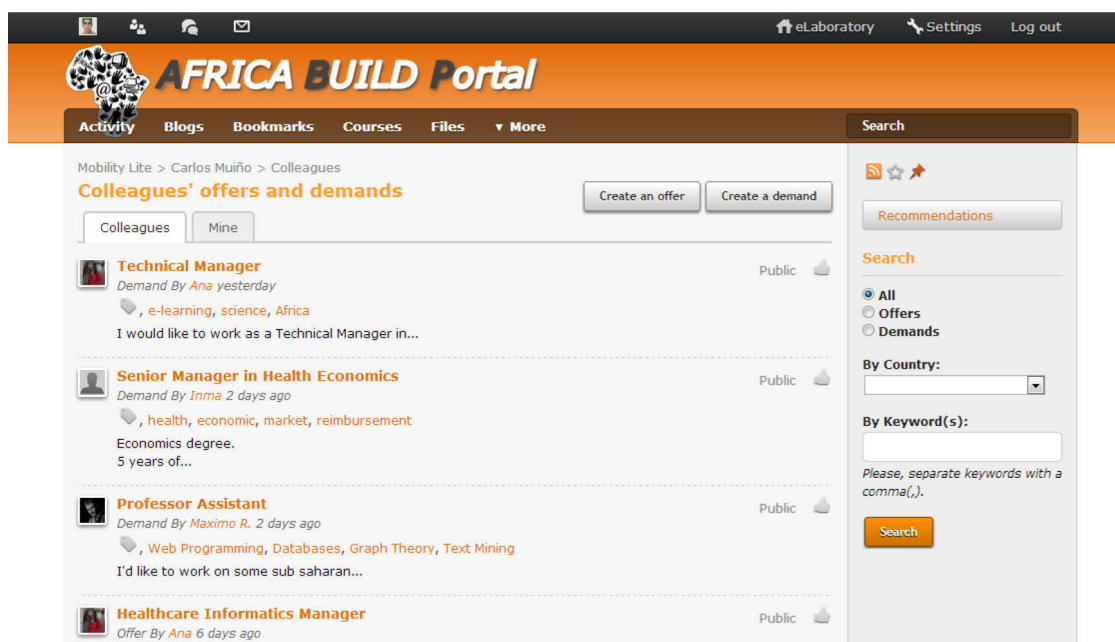 eLaboratory Settings Log out
AFRICA BUILD Portal
Activity Blogs Bookmarks Courses Files ▼ More
Search
Mobility Lite > Carlos Muiño > Colleagues
Colleagues' offers and demands
Create an offer Create a demand
Colleagues Mine
Technical Manager
Public
Demand By Ana yesterday
, e-learning, science, Africa
I would like to work as a Technical Manager in...
Senior Manager in Health Economics
Public
Demand By Inma 2 days ago
, health, economic, market, reimbursement
Economics degree.
5 years of...
Professor Assistant
Public
Demand By Maximo R. 2 days ago
, Web Programming, Databases, Graph Theory, Text Mining
I'd like to work on some sub saharan...
Healthcare Informatics Manager
Public
Offer By Ana 6 days ago
Recommendations
Search
All
Offers
Demands
By Country:
By Keyword(s):
Please, separate keywords with a
comma(,).
Search